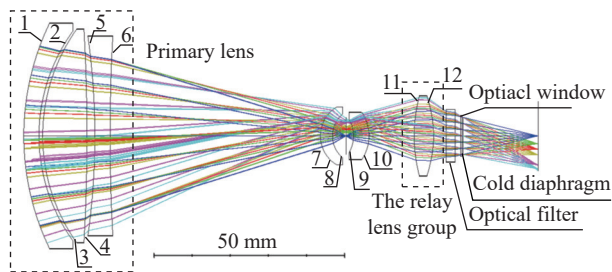 1
2
5
6
Primary lens
3
4
7
8
9
10
11
12
Optiacl window
Cold diaphragm
Optical filter
The relay
lens group
50 mm